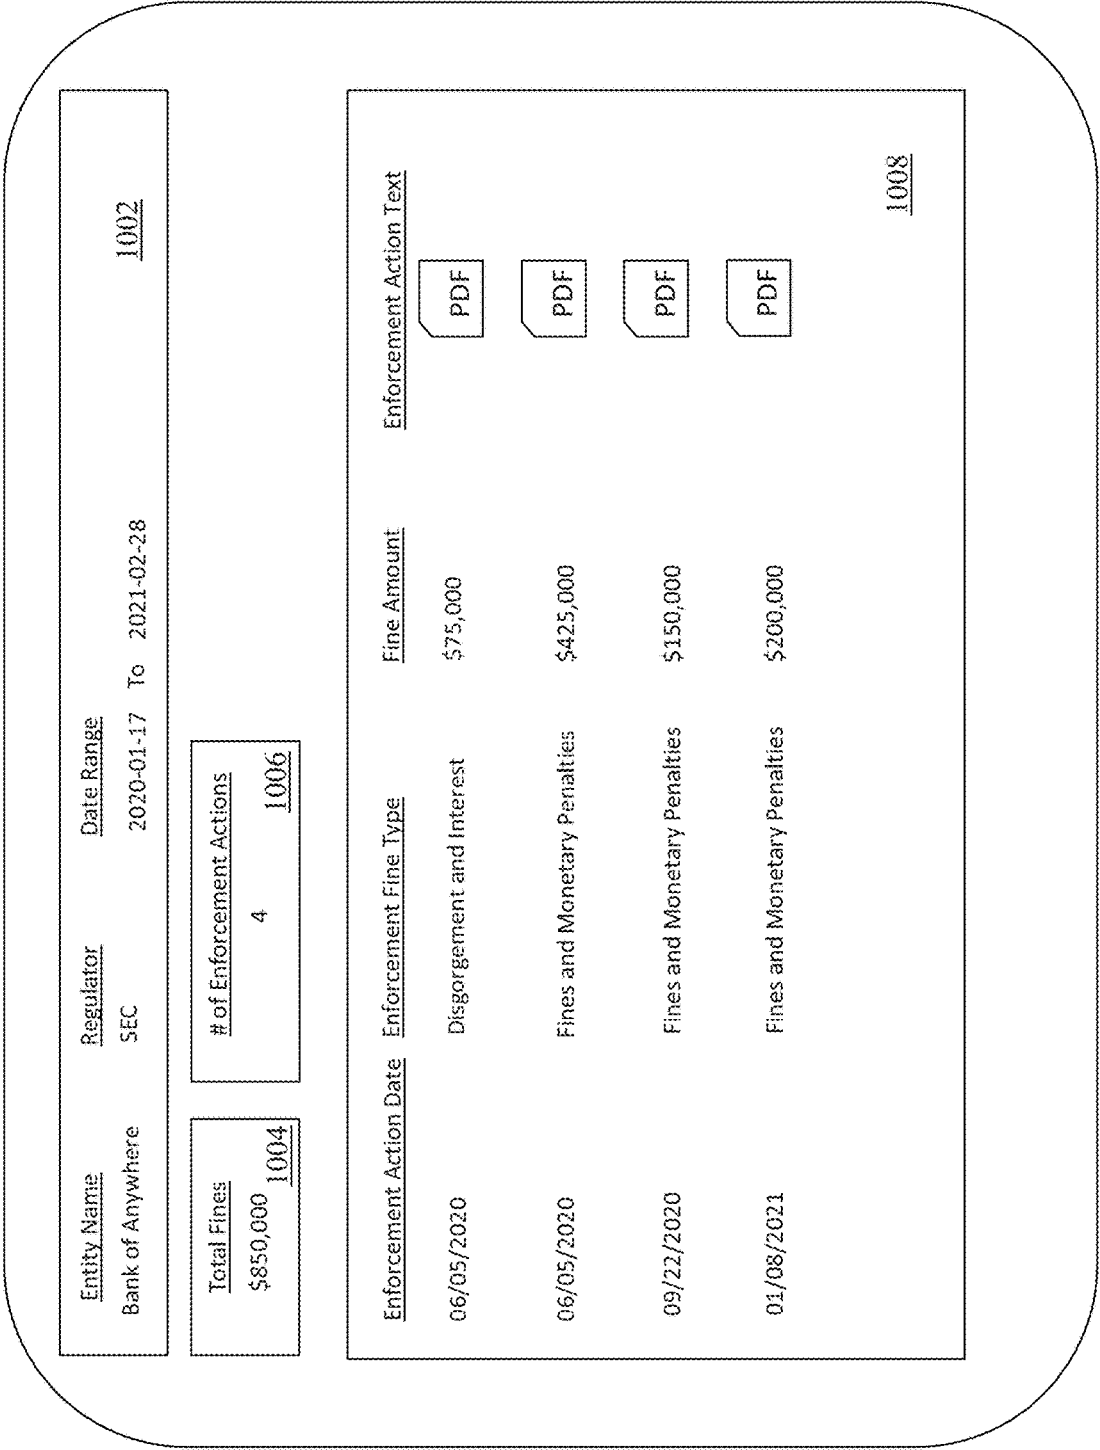 Entity Name Regulator Date Range
Bank of Anywhere SEC 2020-01-17 To 2021-02-28 1002
Total Fines
$850,000
1004
# of Enforcement Actions
4
1006
Enforcement Action Date Enforcement Fine Type Fine Amount Enforcement Action Text
06/05/2020 Disgorgement and Interest $75,000 PDF
06/05/2020 Fines and Monetary Penalties $425,000 PDF
09/22/2020 Fines and Monetary Penalties $150,000 PDF
01/08/2021 Fines and Monetary Penalties $200,000 PDF
1008